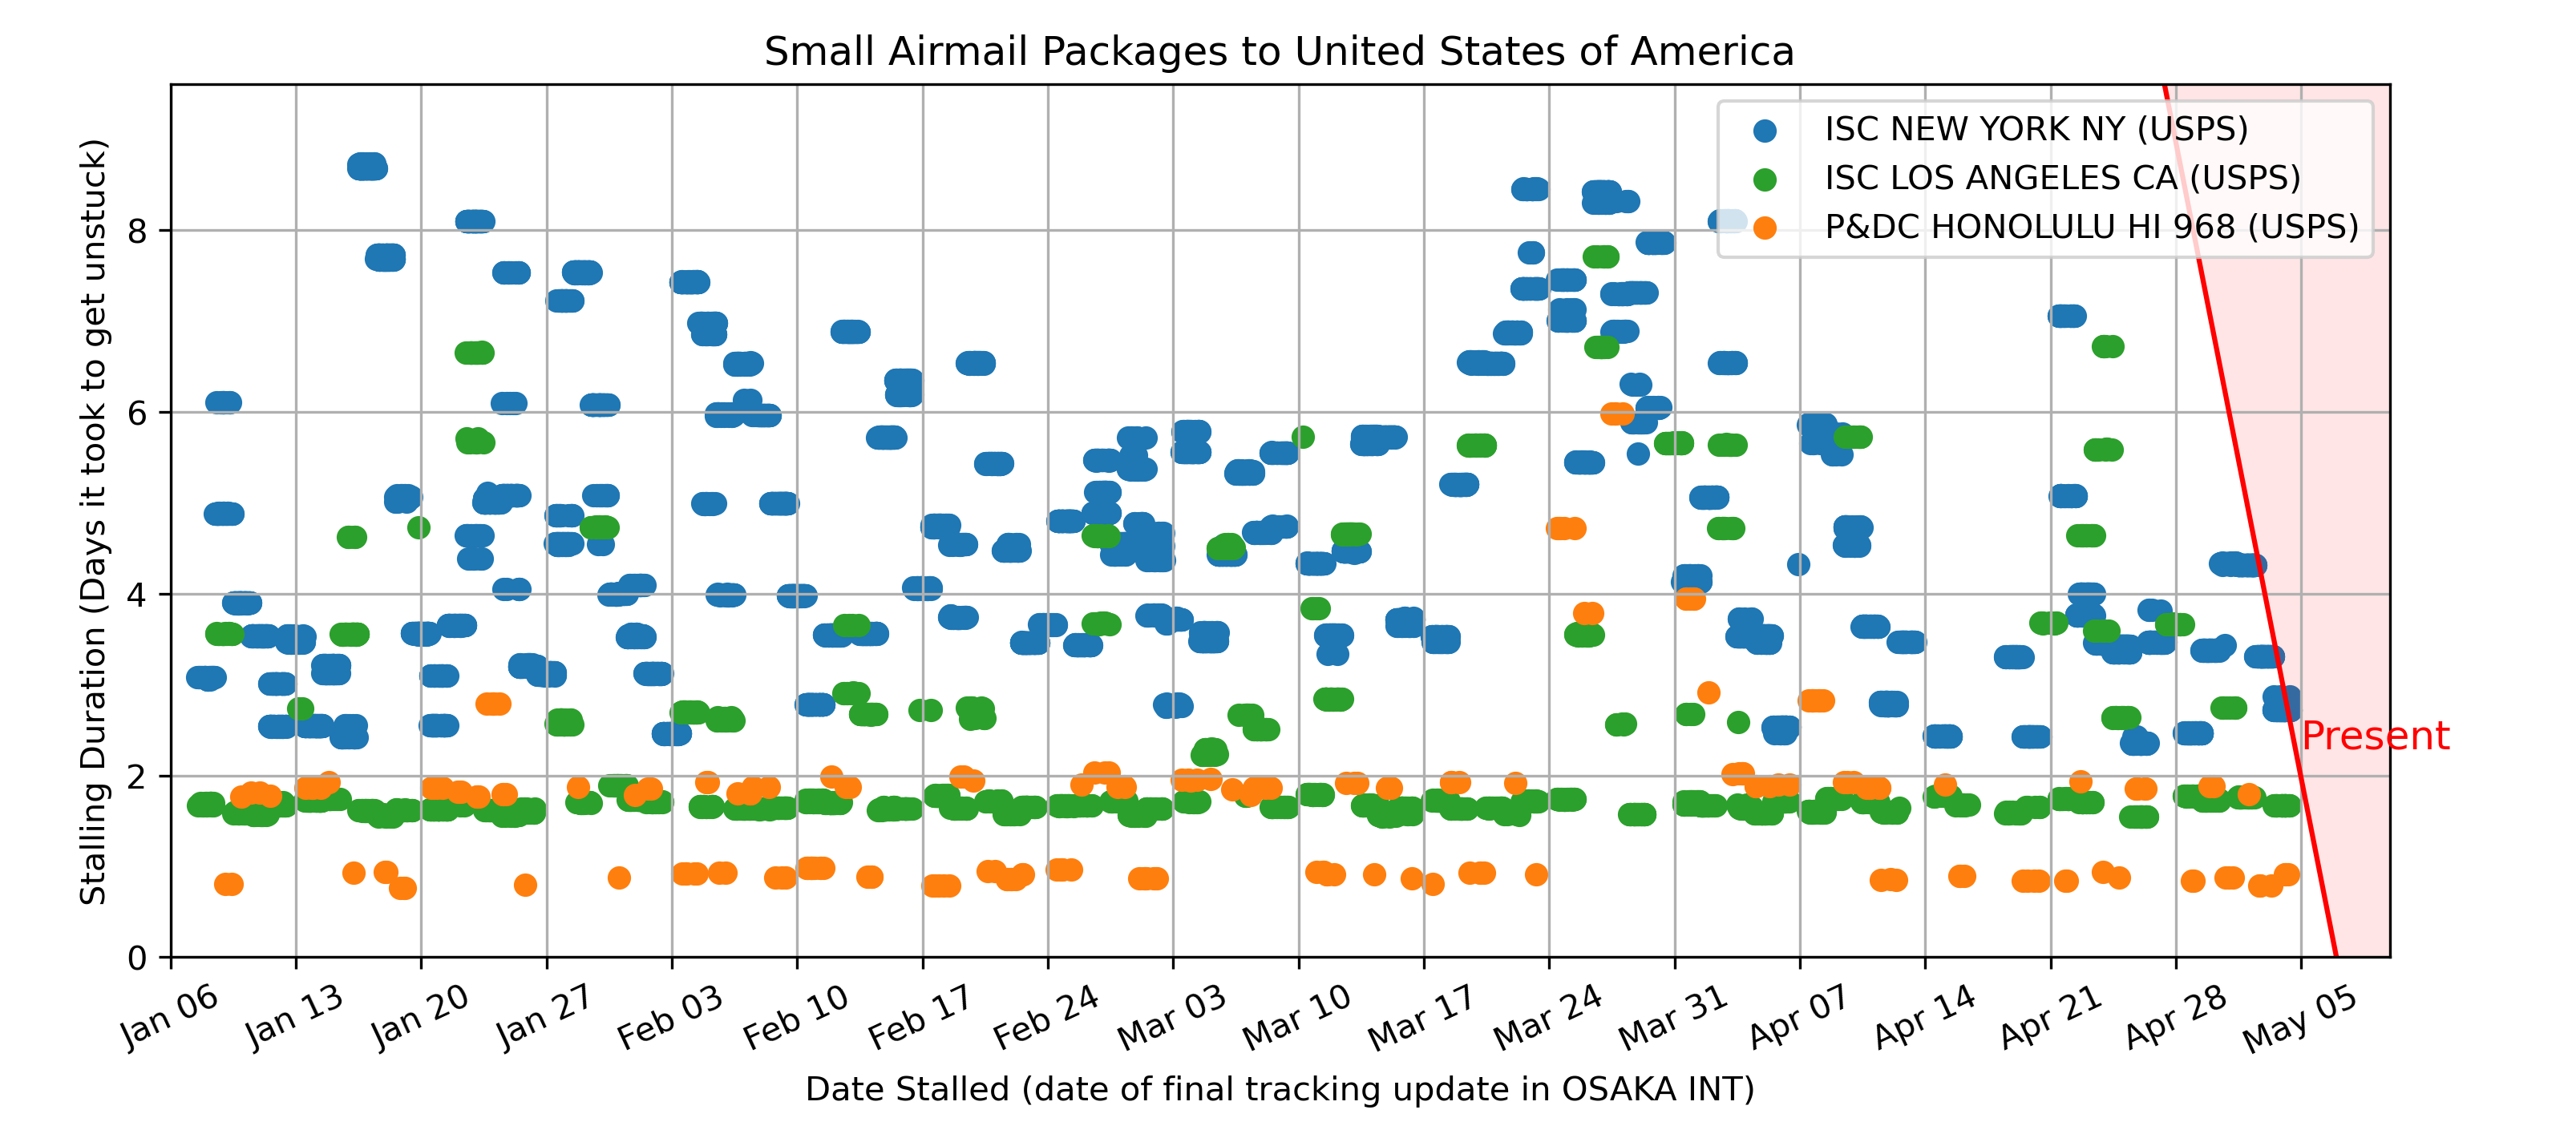 Small Airmail Packages to United States of America
Stalling Duration (Days it took to get unstuck)
8
6
4
2
0
ISC NEW YORK NY (USPS)
ISC LOS ANGELES CA (USPS)
P&DC HONOLULU HI 968 (USPS)
Present
Jan 06 Jan 13 Jan 20 Jan 27 Feb 03 Feb 10 Feb 17 Feb 24 Mar 03 Mar 10 Mar 17 Mar 24 Mar 31 Apr 07 Apr 14 Apr 21 Apr 28 May 05
Date Stalled (date of final tracking update in OSAKA INT)